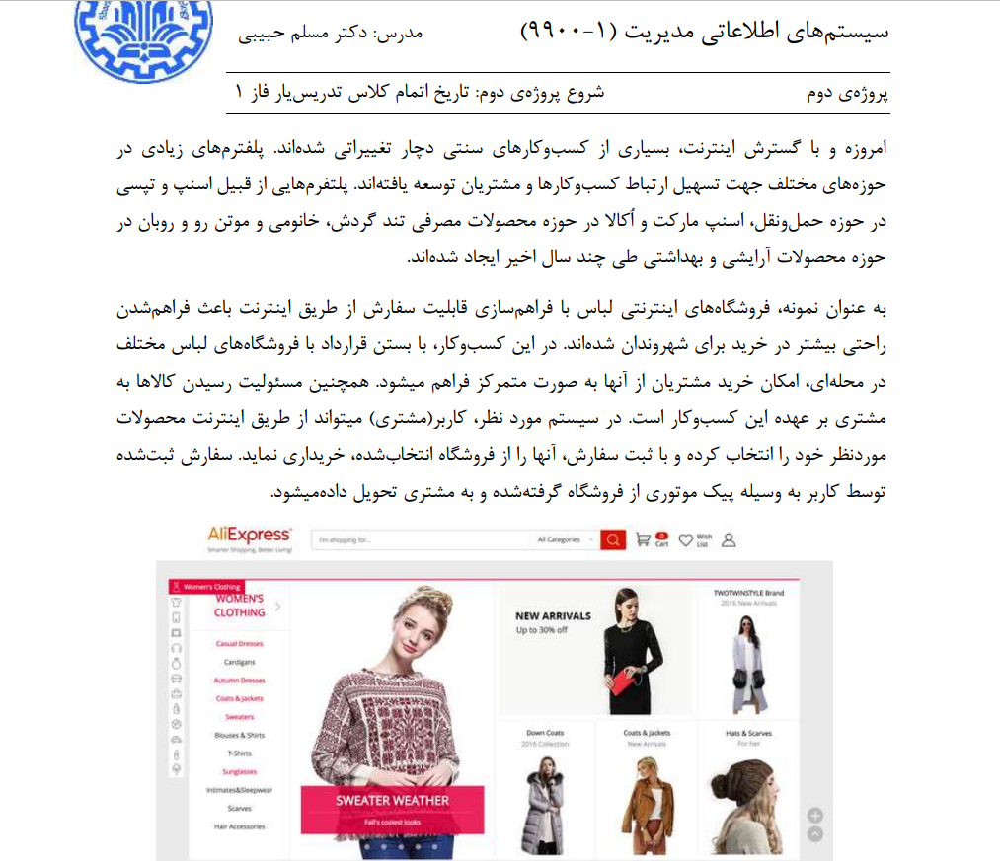 سیستم‌های اطلاعاتی مدیریت (۱-۹۹۰۰)
مدرس: دکتر مسلم حبیبی
پروژه‌ی دوم
شروع پروژه‌ی دوم: تاریخ اتمام کلاس تدریس‌یار فاز ۱
امروزه و با گسترش اینترنت، بسیاری از کسب‌وکارهای سنتی دچار تغییراتی شده‌اند. پلفترم‌های زیادی در
حوزه‌های مختلف جهت تسهیل ارتباط کسب‌وکارها و مشتریان توسعه یافته‌اند. پلتفرم‌هایی از قبیل اسنپ و تپسی
در حوزه حمل‌ونقل، اسنپ مارکت و اُکالا در حوزه محصولات مصرفی تند گردش، خانومی و موتن رو و روبان در
حوزه محصولات آرایشی و بهداشتی طی چند سال اخیر ایجاد شده‌اند.
به عنوان نمونه، فروشگاه‌های اینترنتی لباس با فراهم‌سازی قابلیت سفارش از طریق اینترنت باعث فراهم‌شدن
راحتی بیشتر در خرید برای شهروندان شده‌اند. در این کسب‌وکار، با بستن قرارداد با فروشگاه‌های لباس مختلف
در محله‌ای، امکان خرید مشتریان از آنها به صورت متمرکز فراهم میشود. همچنین مسئولیت رسیدن کالاها به
مشتری بر عهده این کسب‌وکار است. در سیستم مورد نظر، کاربر(مشتری) میتواند از طریق اینترنت محصولات
موردنظر خود را انتخاب کرده و با ثبت سفارش، آنها را از فروشگاه انتخاب‌شده، خریداری نماید. سفارش ثبت‌شده
توسط کاربر به وسیله پیک موتوری از فروشگاه گرفته‌شده و به مشتری تحویل داده‌میشود.
AliExpress
Smarter Shopping, Better Living!
I'm shopping for...
All Categories
0
Cart
Wish
List
Women's Clothing
WOMEN'S
CLOTHING
Casual Dresses
Cardigans
Autumn Dresses
Coats & Jackets
Sweaters
Blouses & Shirts
T-Shirts
Sunglasses
Intimates&Sleepwear
Scarves
Hair Accessories
SWEATER WEATHER
Fall's coziest looks
NEW ARRIVALS
Up to 30% off
TWOTWINSTYLE Brand
2016 New Arrivals
Down Coats
2016 Collection
Coats & Jackets
New Arrivals
Hats & Scarves
For her